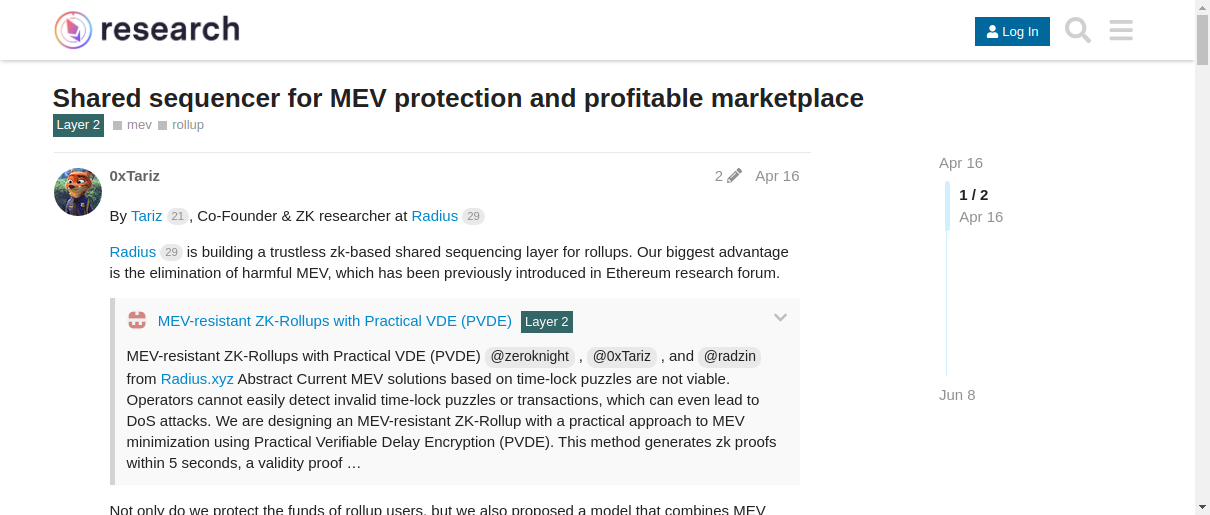 research
Log In
Shared sequencer for MEV protection and profitable marketplace
Layer 2 mev rollup
0xTariz 2 Apr 16
By Tariz 21 , Co-Founder & ZK researcher at Radius 29
Radius 29 is building a trustless zk-based shared sequencing layer for rollups. Our biggest advantage
is the elimination of harmful MEV, which has been previously introduced in Ethereum research forum.
MEV-resistant ZK-Rollups with Practical VDE (PVDE) Layer 2
MEV-resistant ZK-Rollups with Practical VDE (PVDE) @zeroknight , @0xTariz , and @radzin
from Radius.xyz Abstract Current MEV solutions based on time-lock puzzles are not viable.
Operators cannot easily detect invalid time-lock puzzles or transactions, which can even lead to
DoS attacks. We are designing an MEV-resistant ZK-Rollup with a practical approach to MEV
minimization using Practical Verifiable Delay Encryption (PVDE). This method generates zk proofs
within 5 seconds, a validity proof …
Not only do we protect the funds of rollup users, but we also proposed a model that combines MEV
Apr 16
1 / 2
Apr 16
Jun 8